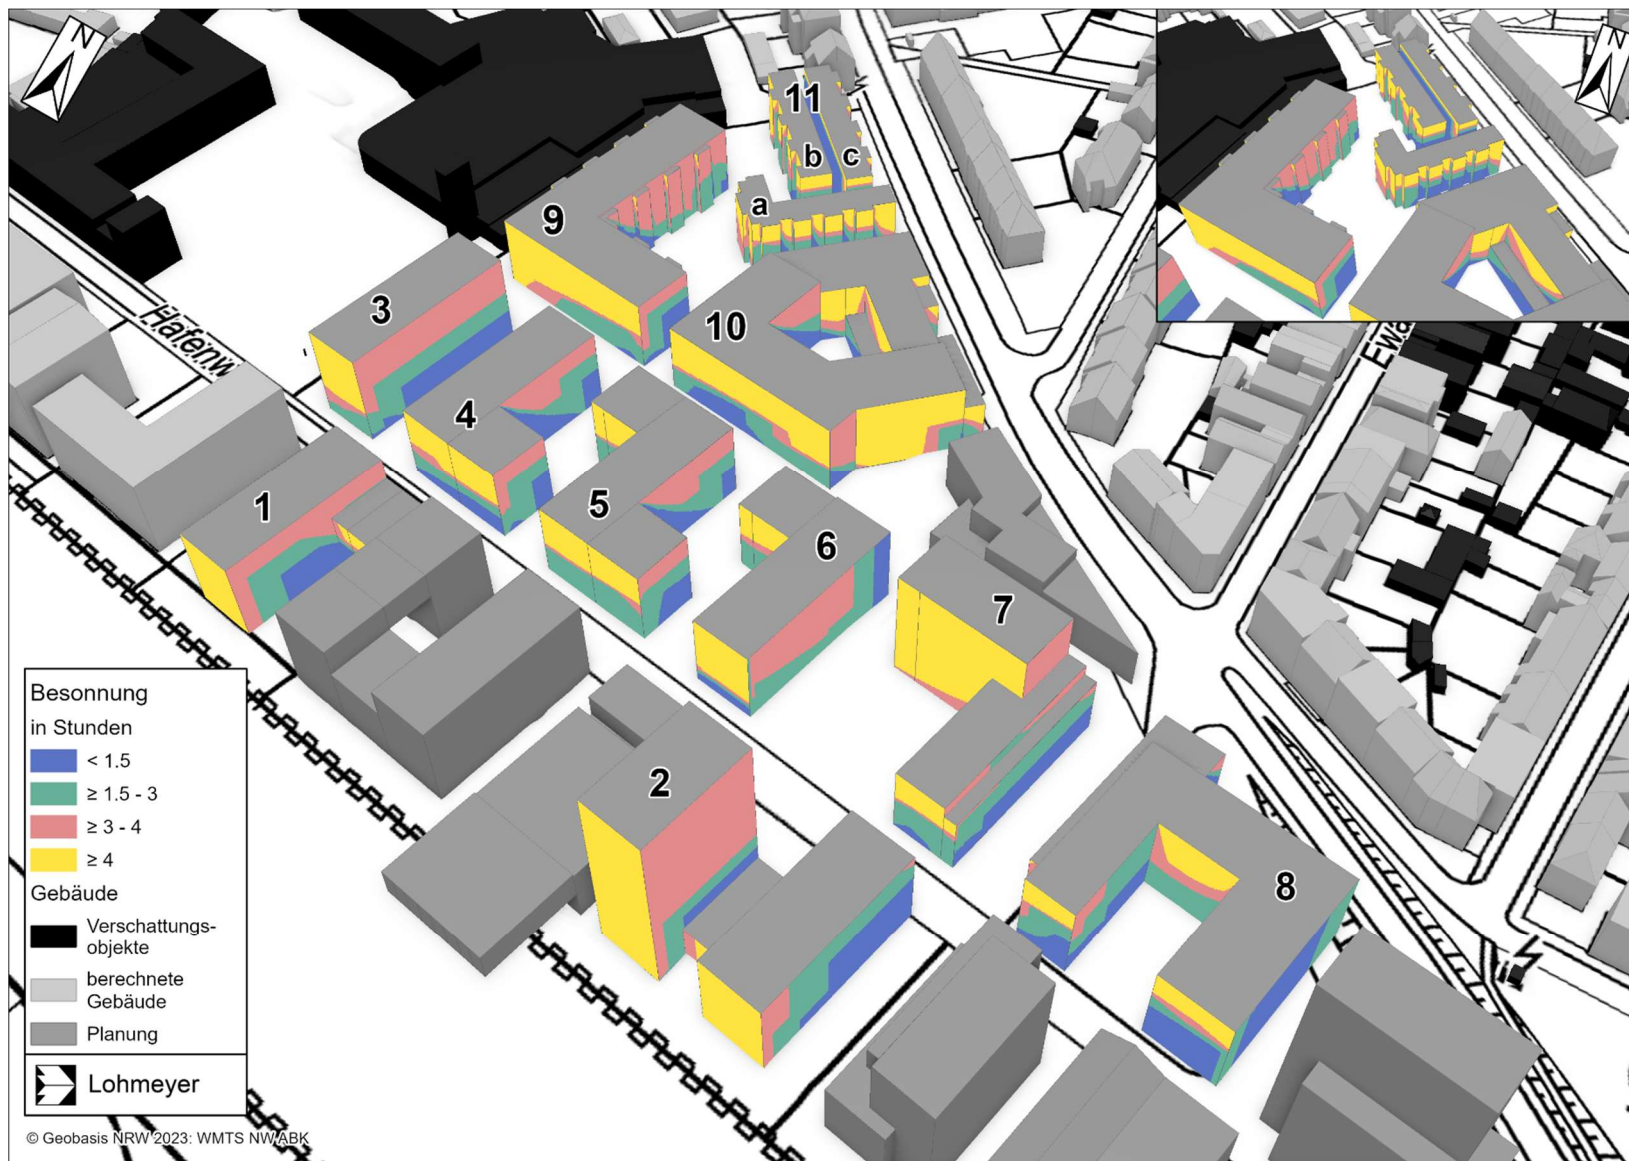 N
N
11
b
c
a
9
3
10
Hafenw
Ewa
4
1
5
6
7
2
8
Besonnung
in Stunden
< 1.5
≥ 1.5 - 3
≥ 3 - 4
≥ 4
Gebäude
Verschattungs-
objekte
berechnete
Gebäude
Planung
Lohmeyer
© Geobasis NRW 2023: WMTS NW ABK